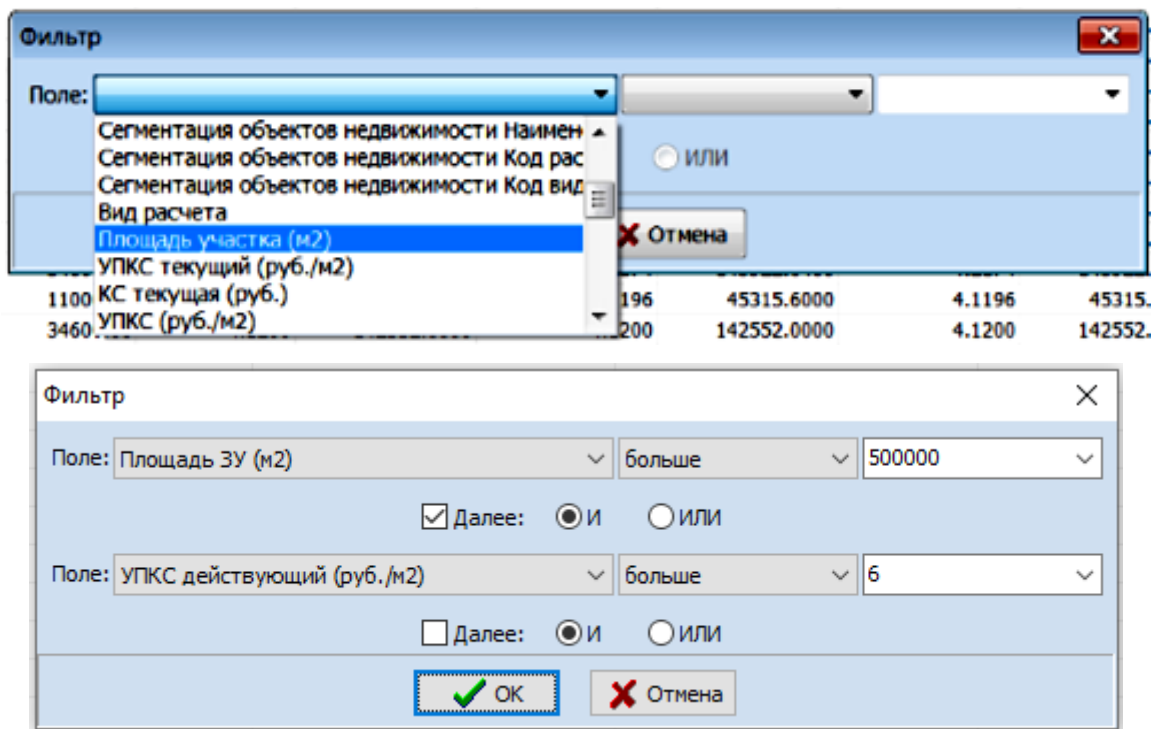 Фильтр
Поле:
Сегментация объектов недвижимости Наимен
Сегментация объектов недвижимости Код рас
ИЛИ
Сегментация объектов недвижимости Код вид
Вид расчета
Площадь участка (м2)
Отмена
УПКС текущий (руб./м2)
КС текущая (руб.)
1100
196 45315.6000 4.1196 45315.
УПКС (руб./м2)
3460
200 142552.0000 4.1200 142552.
Фильтр
Поле: Площадь ЗУ (м2) больше 500000
Далее: И ИЛИ
Поле: УПКС действующий (руб./м2) больше 6
Далее: И ИЛИ
ОК Отмена